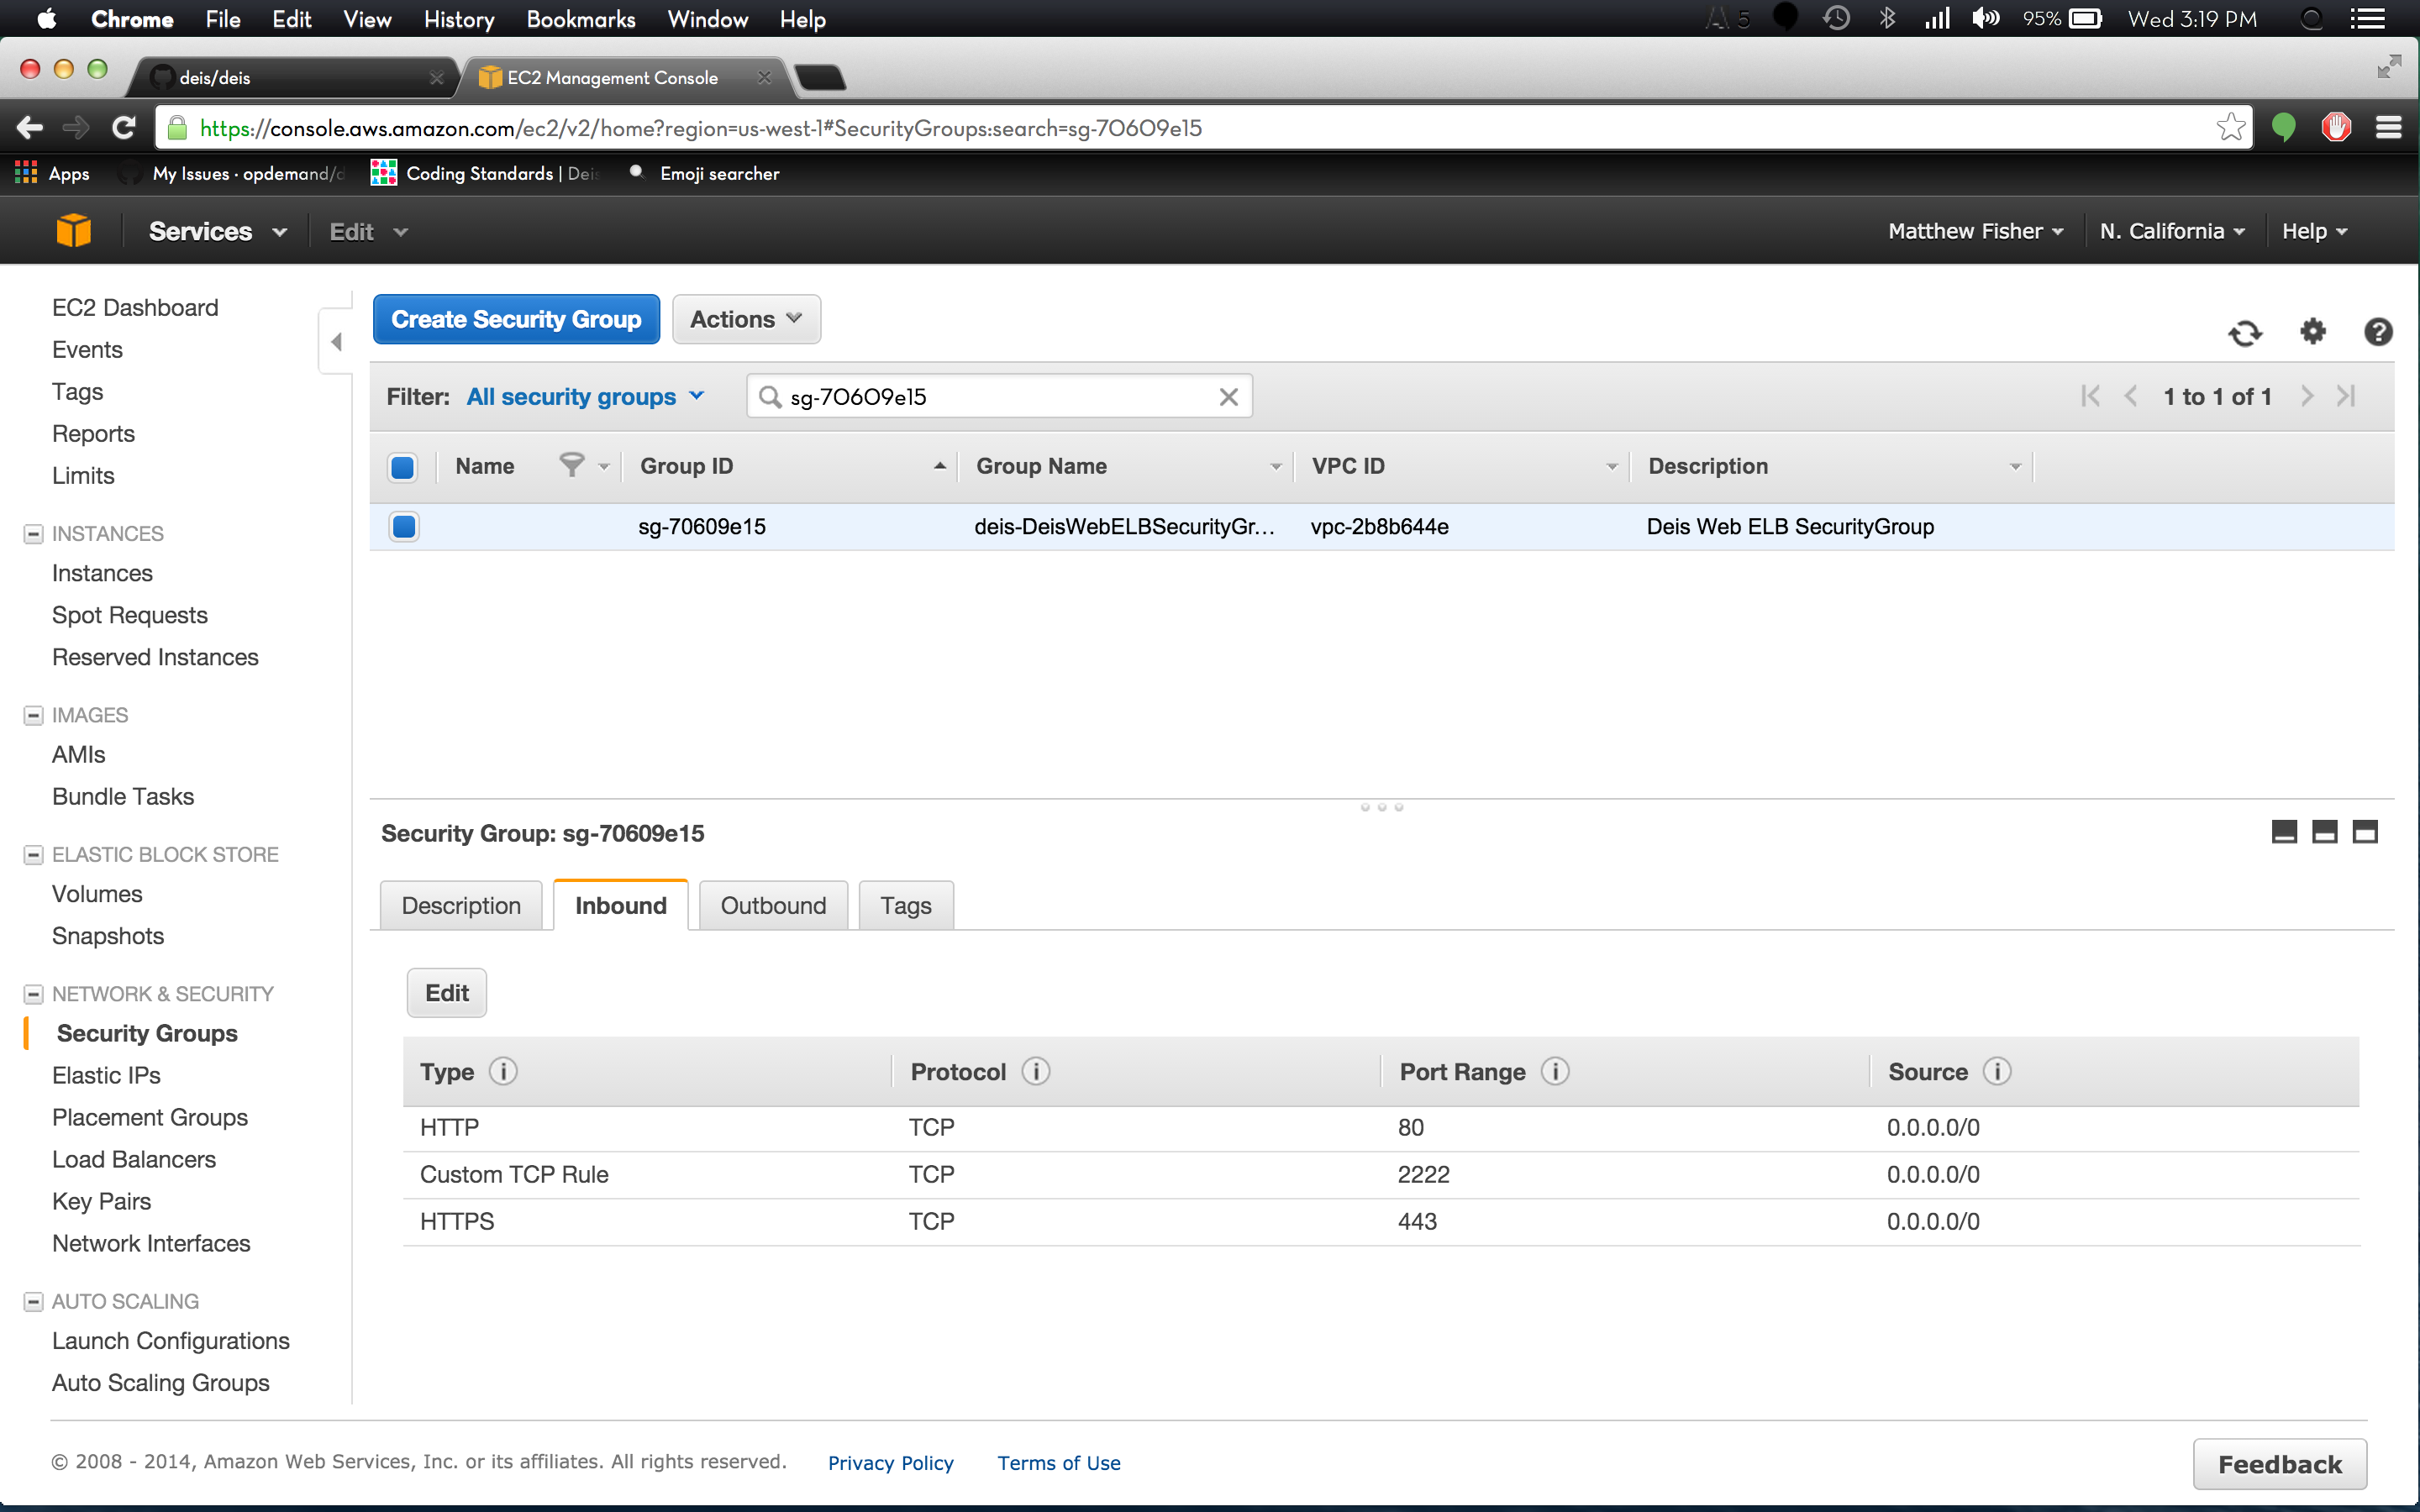 Chrome File Edit View History Bookmarks Window Help 5 95% Wed 3:19 PM
deis/deis EC2 Management Console
https://console.aws.amazon.com/ec2/v2/home?region=us-west-1#SecurityGroups:search=sg-70609e15
Apps My Issues · opdemand/d Coding Standards | Deis Emoji searcher
Services Edit Matthew Fisher N. California Help
EC2 Dashboard
Events
Tags
Reports
Limits
INSTANCES
Instances
Spot Requests
Reserved Instances
IMAGES
AMIs
Bundle Tasks
ELASTIC BLOCK STORE
Volumes
Snapshots
NETWORK & SECURITY
Security Groups
Elastic IPs
Placement Groups
Load Balancers
Key Pairs
Network Interfaces
AUTO SCALING
Launch Configurations
Auto Scaling Groups
Create Security Group Actions
Filter: All security groups sg-70609e15 1 to 1 of 1
Name Group ID Group Name VPC ID Description
sg-70609e15 deis-DeisWebELBSecurityGr... vpc-2b8b644e Deis Web ELB SecurityGroup
Security Group: sg-70609e15
Description Inbound Outbound Tags
Edit
Type Protocol Port Range Source
HTTP TCP 80 0.0.0.0/0
Custom TCP Rule TCP 2222 0.0.0.0/0
HTTPS TCP 443 0.0.0.0/0
© 2008 - 2014, Amazon Web Services, Inc. or its affiliates. All rights reserved. Privacy Policy Terms of Use Feedback